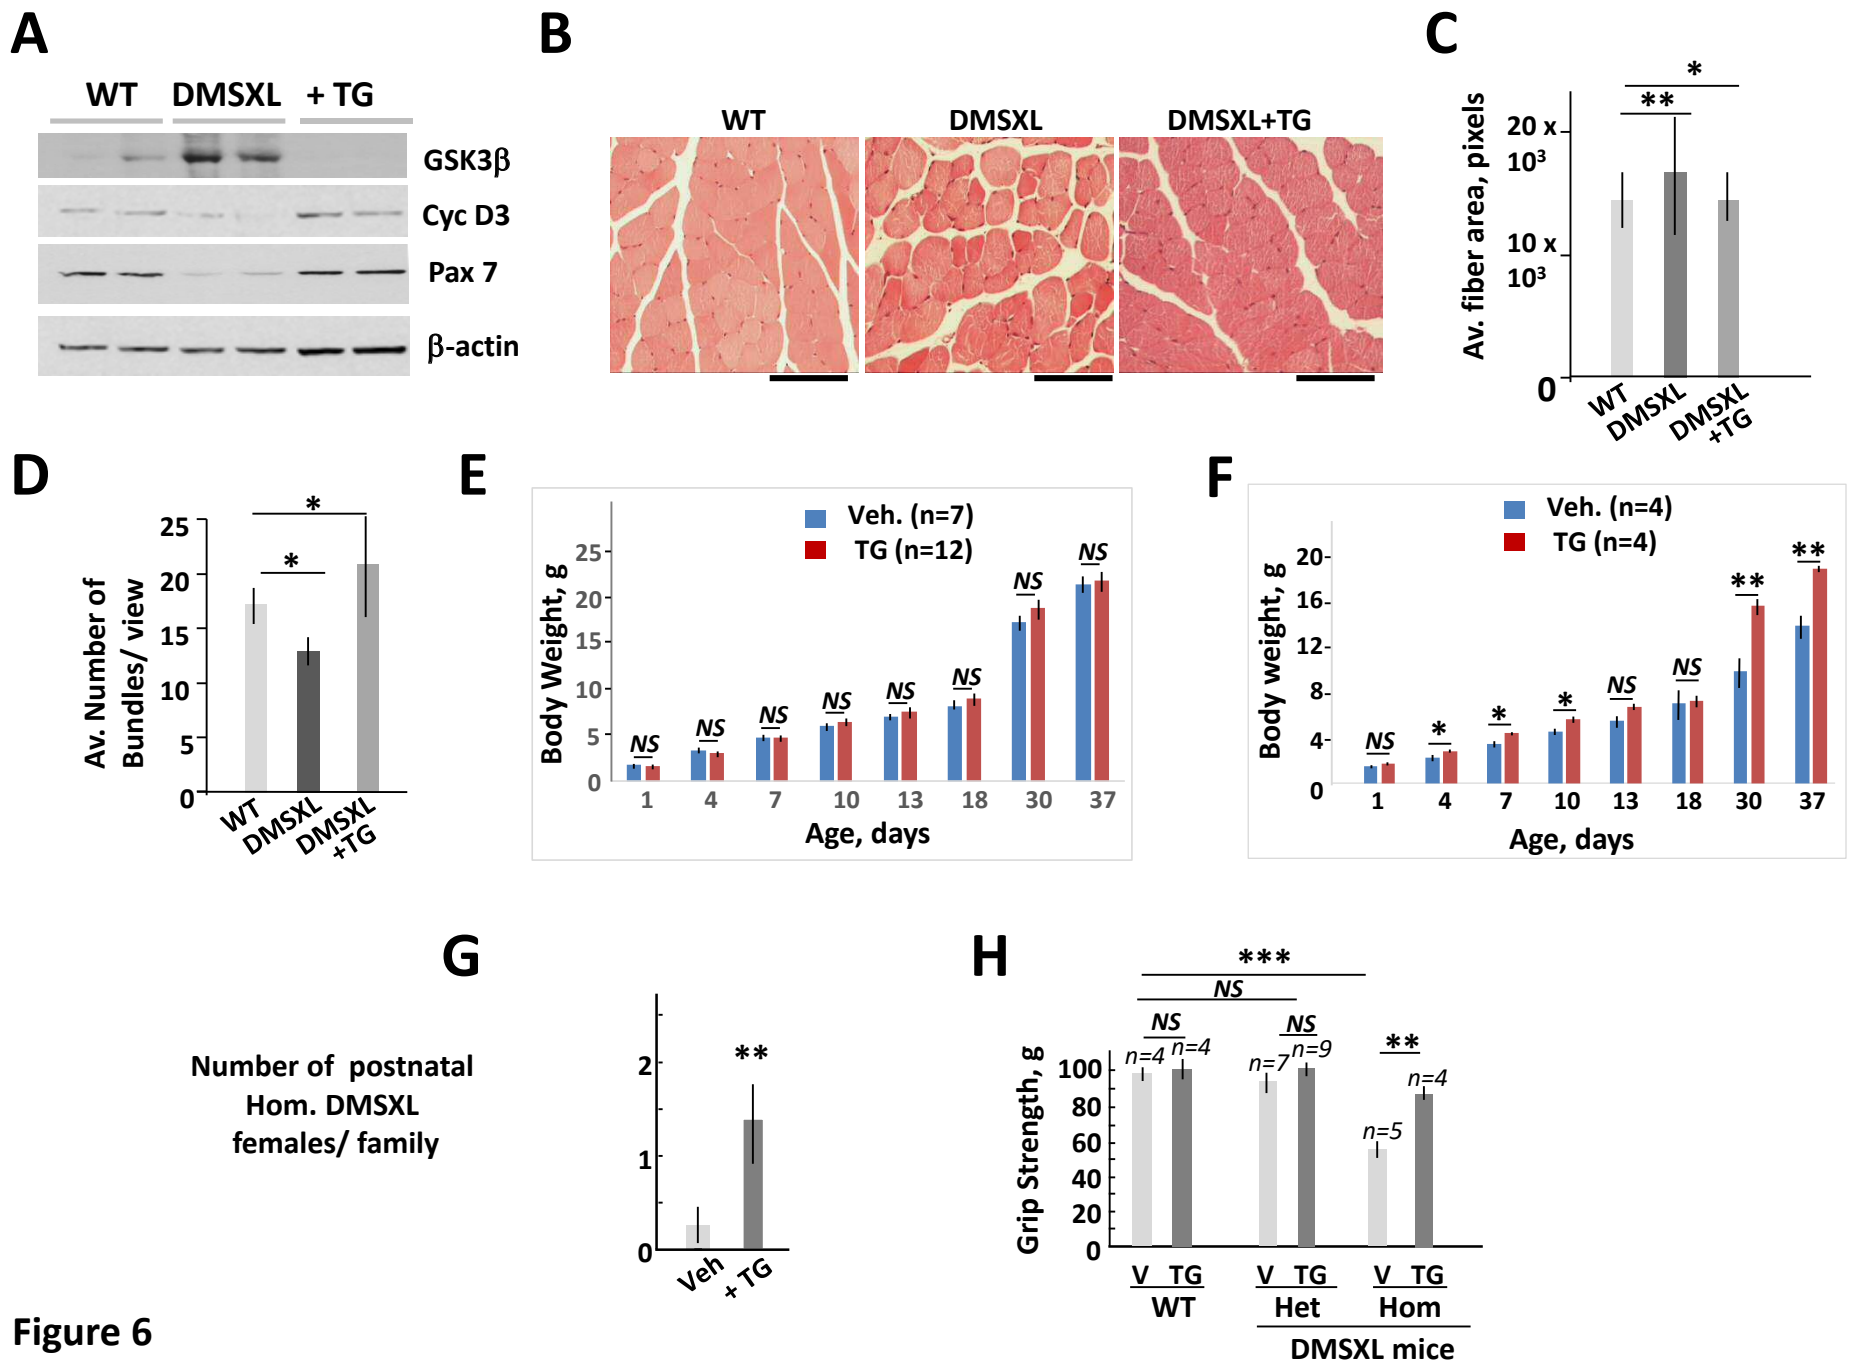 A
WT DMSXL + TG
GSK3β
Cyc D3
Pax 7
β-actin
B
WT DMSXL DMSXL+TG
C
* 
**
Av. fiber area, pixels
20 x
10³
10 x
10³
0
WT DMSXL DMSXL
+TG
D
*
*
Av. Number of
Bundles/ view
25
20
15
10
5
0
WT DMSXL DMSXL
+TG
E
Veh. (n=7)
TG (n=12)
Body Weight, g
25
20
15
10
5
0
NS NS NS NS NS NS NS NS
1 4 7 10 13 18 30 37
Age, days
F
Veh. (n=4)
TG (n=4)
Body weight, g
20
16
12
8
4
0
NS * * * NS NS ** **
1 4 7 10 13 18 30 37
Age, days
G
Number of postnatal
Hom. DMSXL
females/ family
2
1
0
**
Veh + TG
H
***
NS
NS NS **
n=4 n=4 n=7 n=9 n=5 n=4
Grip Strength, g
100
80
60
40
20
0
V TG V TG V TG
WT Het Hom
DMSXL mice
Figure 6